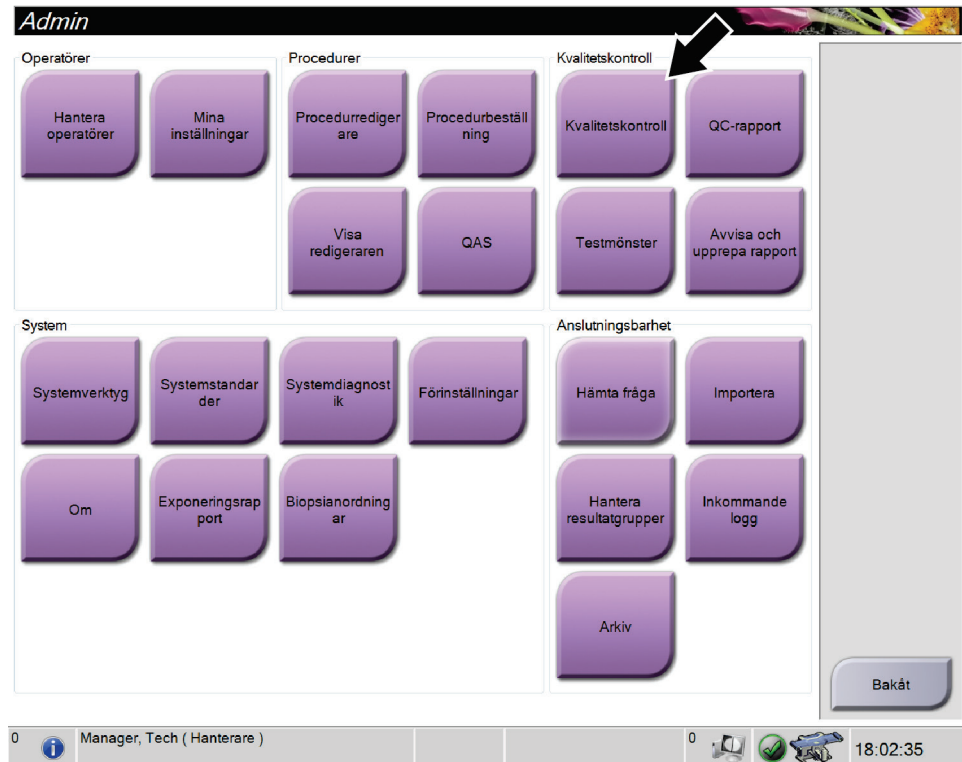 Admin
Operatörer
Hantera
operatörer
Mina
inställningar
Procedurer
Procedurrediger
are
Procedurbeställ
ning
Visa
redigeraren
QAS
Kvalitetskontroll
Kvalitetskontroll
QC-rapport
Testmönster
Avvisa och
upprepa rapport
System
Systemverktyg
Systemstandar
der
Systemdiagnost
ik
Förinställningar
Om
Exponeringsrap
port
Biopsianordning
ar
Anslutningsbarhet
Hämta fråga
Importera
Hantera
resultatgrupper
Inkommande
logg
Arkiv
Bakåt
0
Manager, Tech ( Hanterare )
0
18:02:35